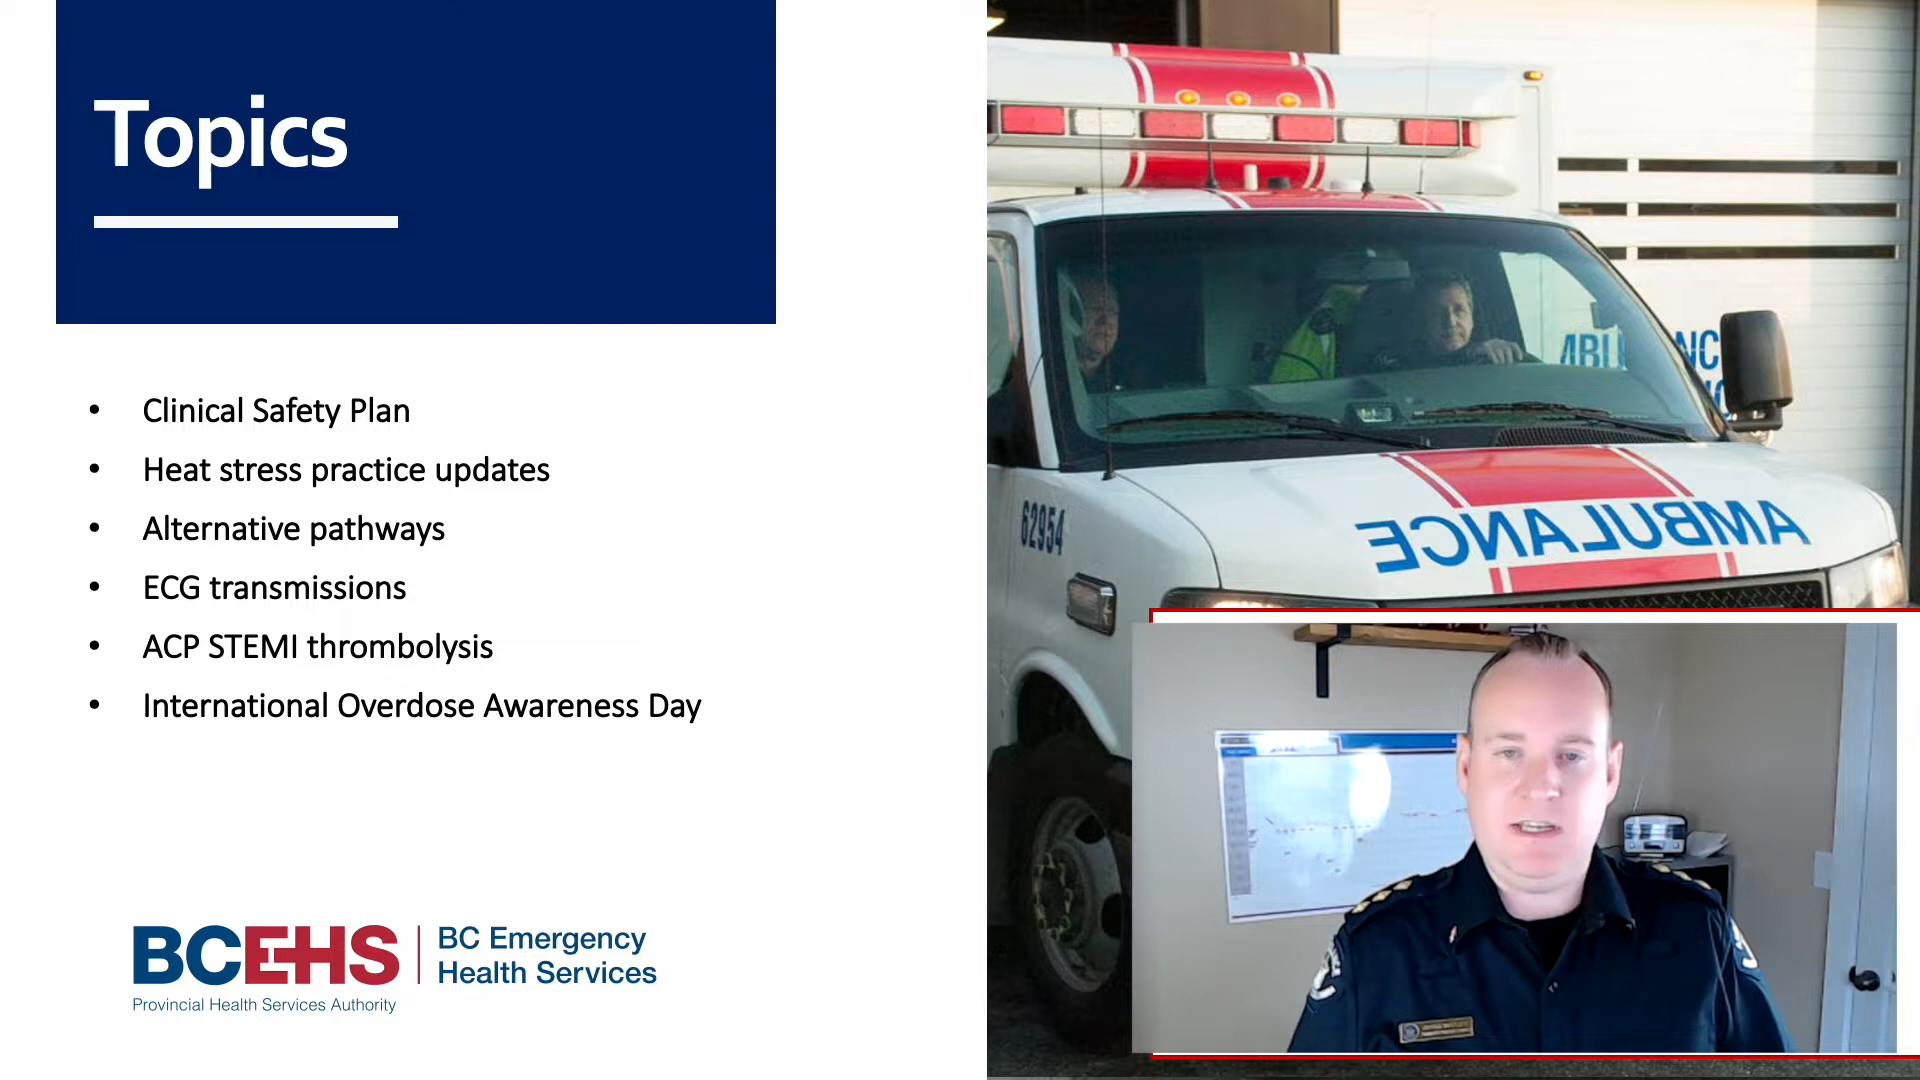 Topics
• Clinical Safety Plan
• Heat stress practice updates
• Alternative pathways
• ECG transmissions
• ACP STEMI thrombolysis
• International Overdose Awareness Day
BCEHS
BC Emergency
Health Services
Provincial Health Services Authority
62954
AMBULANCE